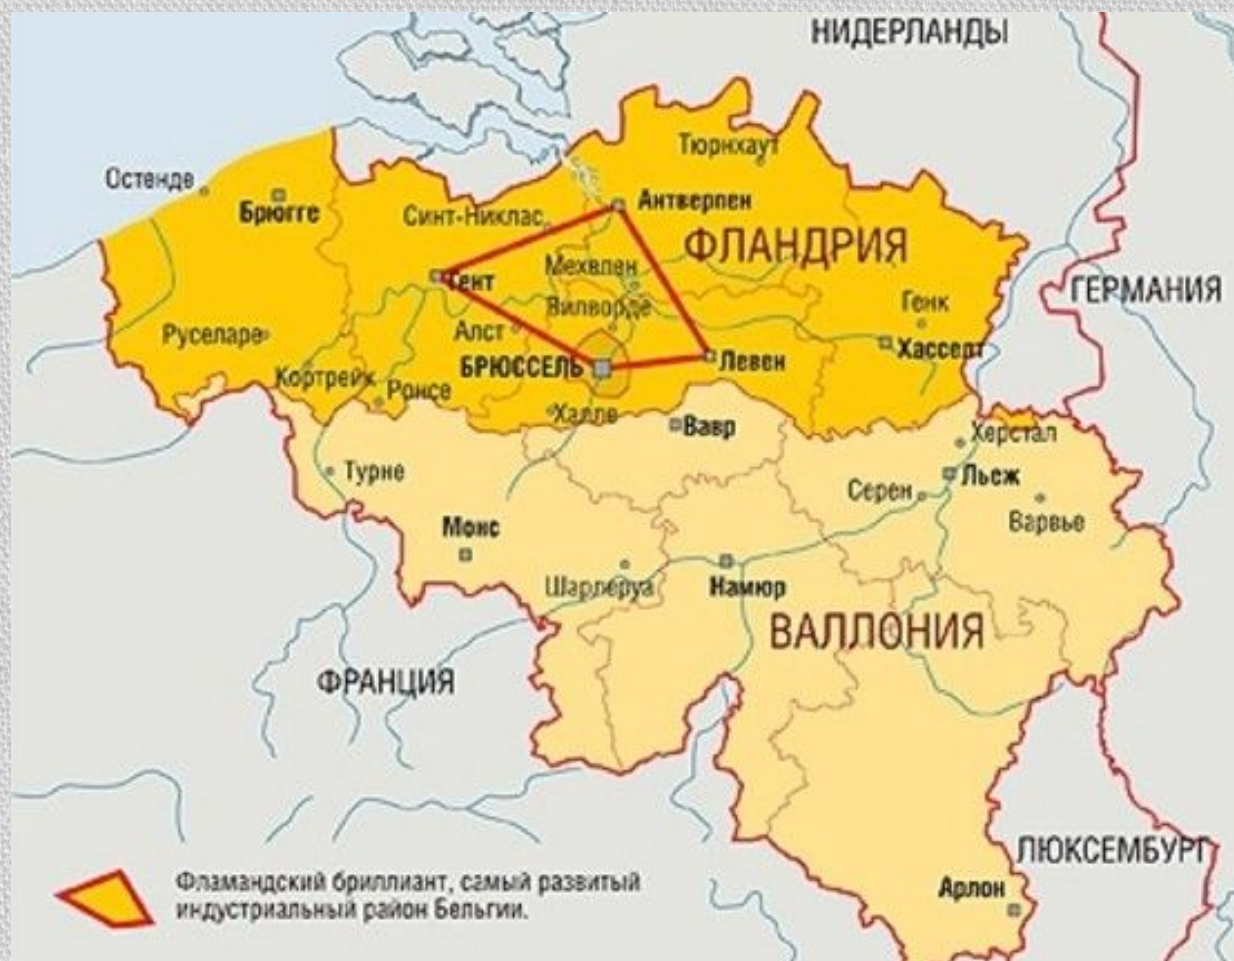 НИДЕРЛАНДЫ
Тюрнхаут
Остенде
Брюгге
Синт-Никлас
Антверпен
ФЛАНДРИЯ
Мехвлен
Гент
ГЕРМАНИЯ
Вилворде
Генк
Руселаре
Алст
БРЮССЕЛЬ
Левен
Хасселт
Кортрейк
Ронсе
Халле
Вавр
Херстал
Турне
Льеж
Серен
Варвье
Монс
Шарлеруа
Намюр
ВАЛЛОНИЯ
ФРАНЦИЯ
ЛЮКСЕМБУРГ
Арлон
Фламандский бриллиант, самый развитый
индустриальный район Бельгии.